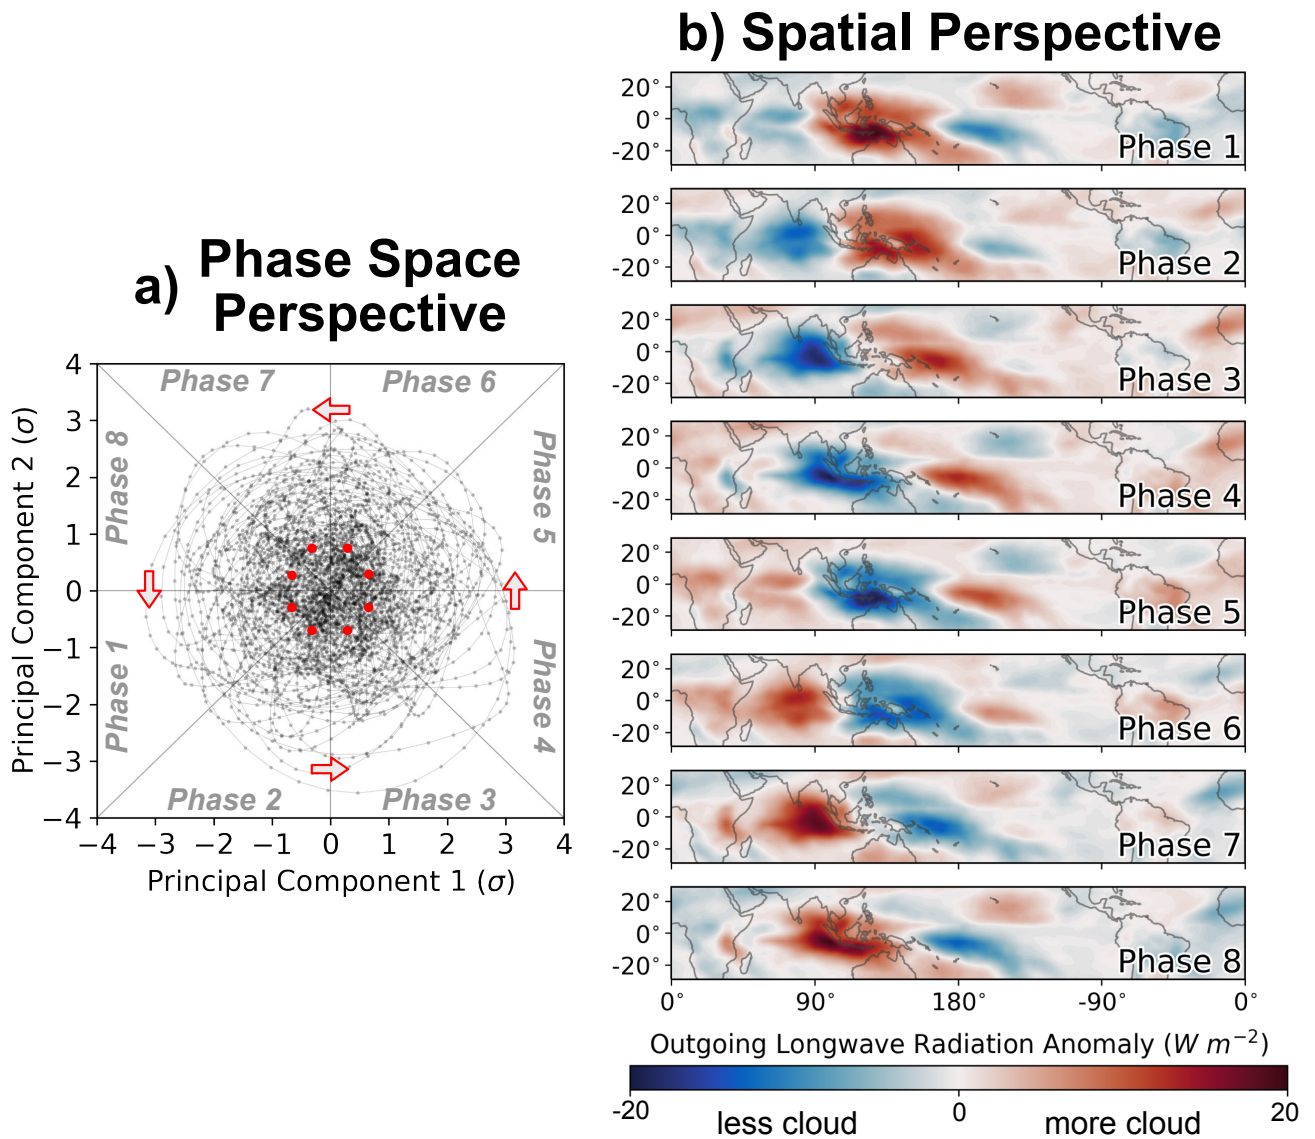 b) Spatial Perspective
20°
0°
-20°
Phase 1
20°
0°
-20°
Phase 2
20°
0°
-20°
Phase 3
20°
0°
-20°
Phase 4
20°
0°
-20°
Phase 5
20°
0°
-20°
Phase 6
20°
0°
-20°
Phase 7
20°
0°
-20°
Phase 8
0° 90° 180° -90° 0°
Outgoing Longwave Radiation Anomaly (W m⁻²)
-20 0 20
less cloud more cloud
a) Phase Space
Perspective
Phase 7 Phase 6
Phase 8 Phase 5
Phase 1 Phase 4
Phase 2 Phase 3
4
3
2
1
0
−1
−2
−3
−4
−4 −3 −2 −1 0 1 2 3 4
Principal Component 2 (σ)
Principal Component 1 (σ)